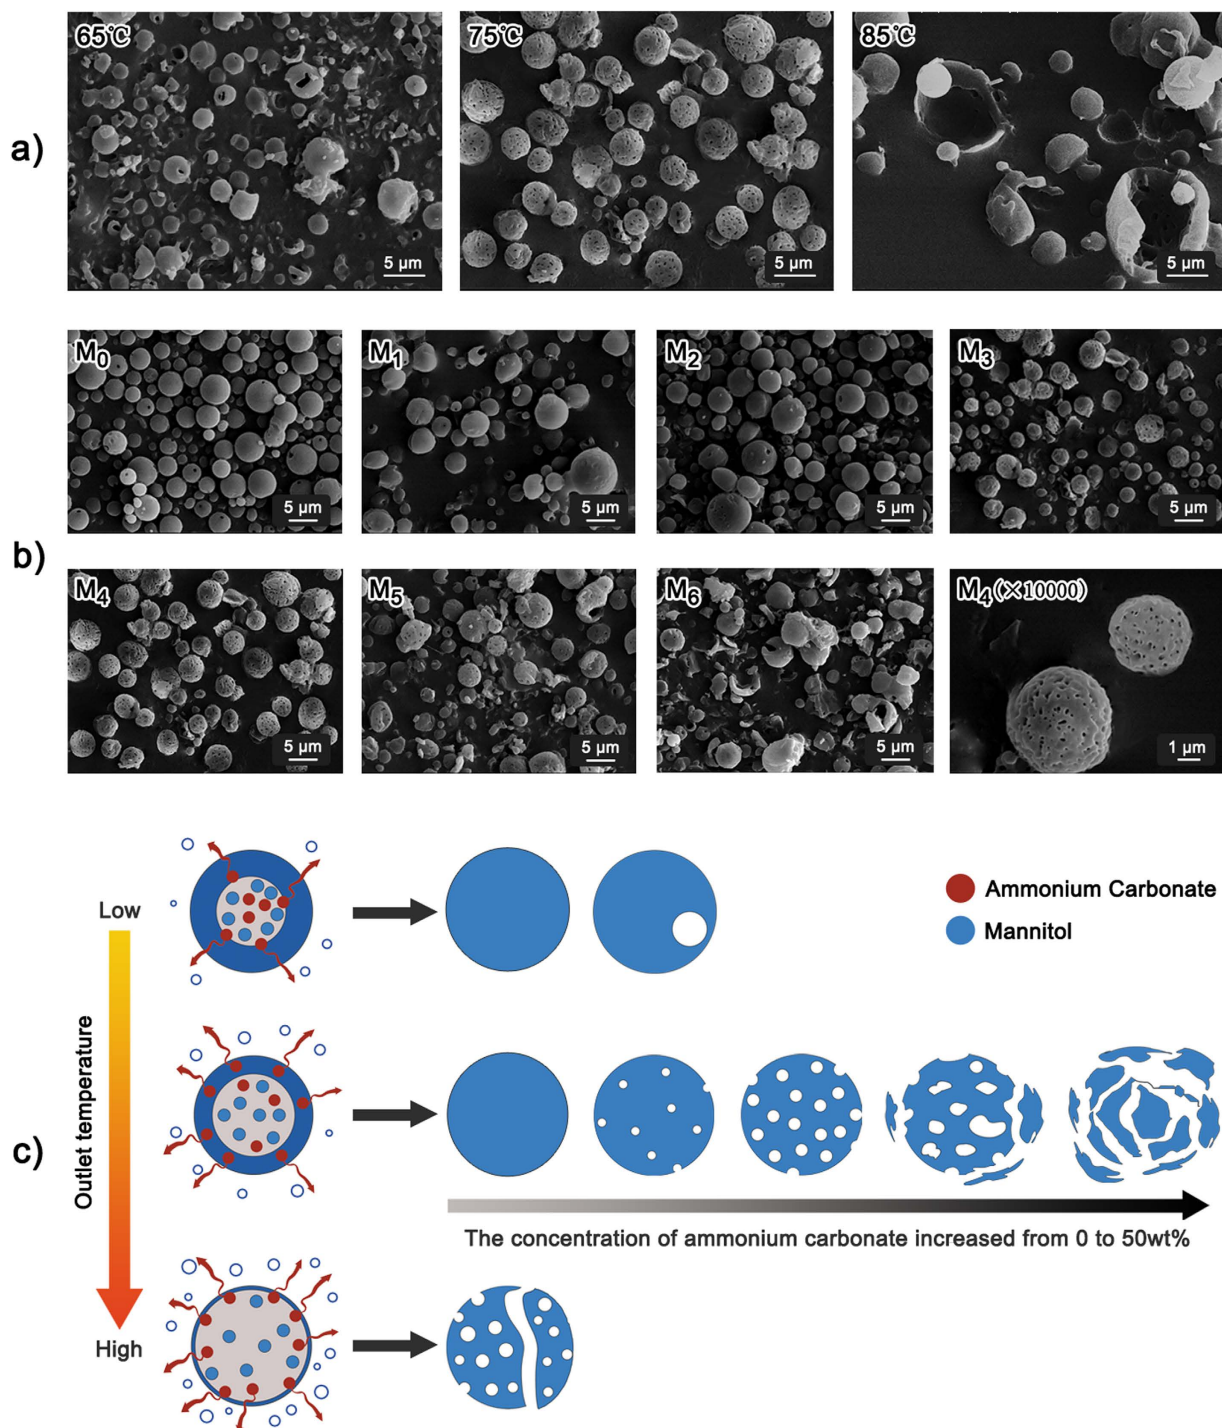 a)
65℃
5 μm
75℃
5 μm
85℃
5 μm
b)
M₀
5 μm
M₁
5 μm
M₂
5 μm
M₃
5 μm
M₄
5 μm
M₅
5 μm
M₆
5 μm
M₄(×10000)
1 μm
c)
Low
Outlet temperature
High
Ammonium Carbonate
Mannitol
The concentration of ammonium carbonate increased from 0 to 50wt%